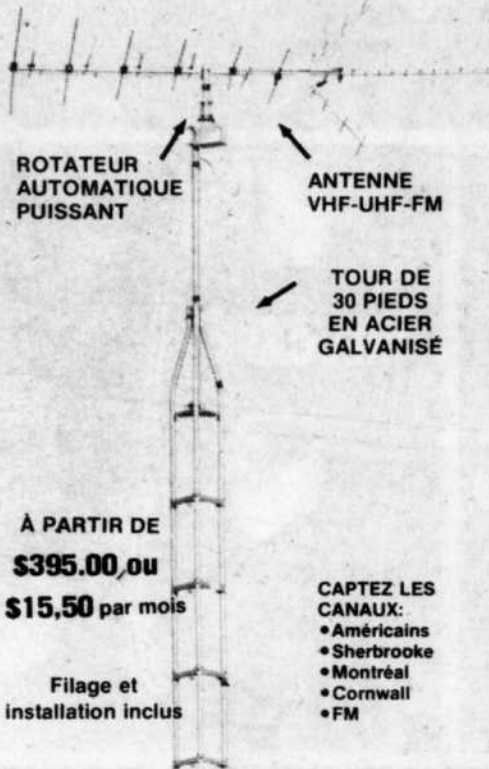 ROTATEUR
AUTOMATIQUE
PUISSANT
ANTENNE
VHF-UHF-FM
TOUR DE
30 PIEDS
EN ACIER
GALVANISÉ
À PARTIR DE
$395.00 ou
$15,50 par mois
Filage et
installation inclus
CAPTEZ LES
CANAUX:
• Américains
• Sherbrooke
• Montréal
• Cornwall
• FM